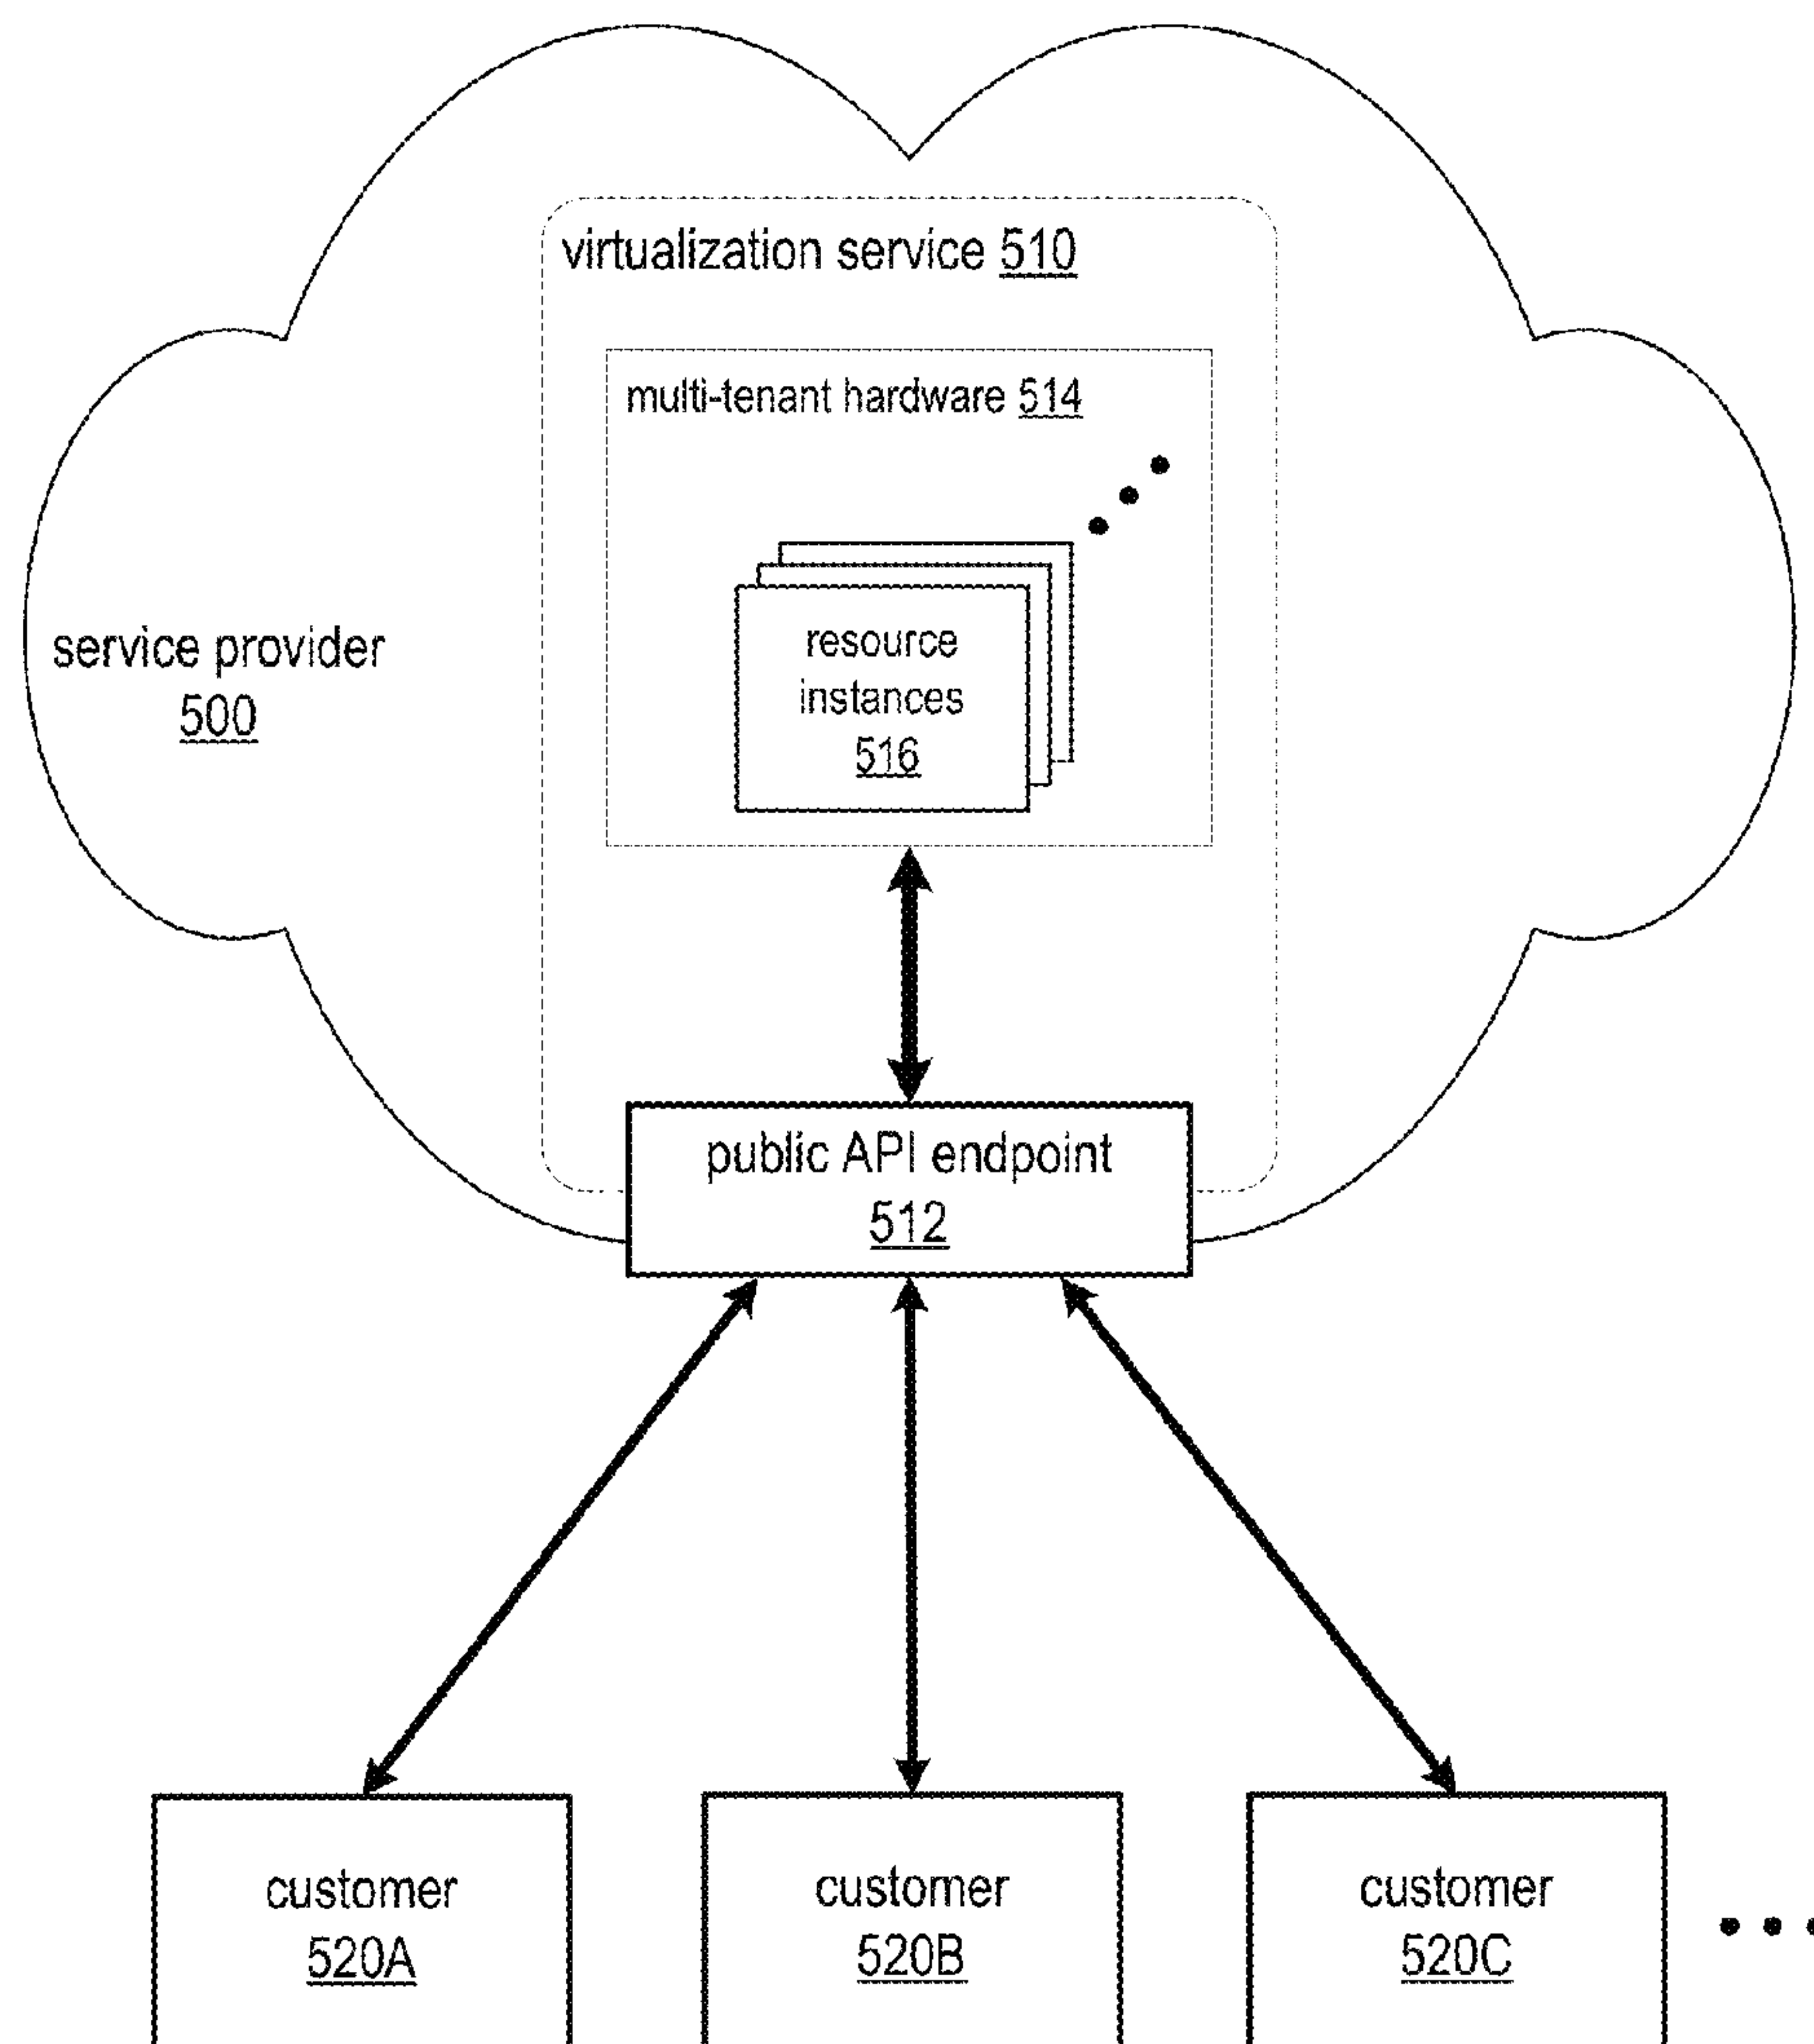 virtualization service 510
multi-tenant hardware 514
resource
instances
516
service provider
500
public API endpoint
512
customer
520A
customer
520B
customer
520C